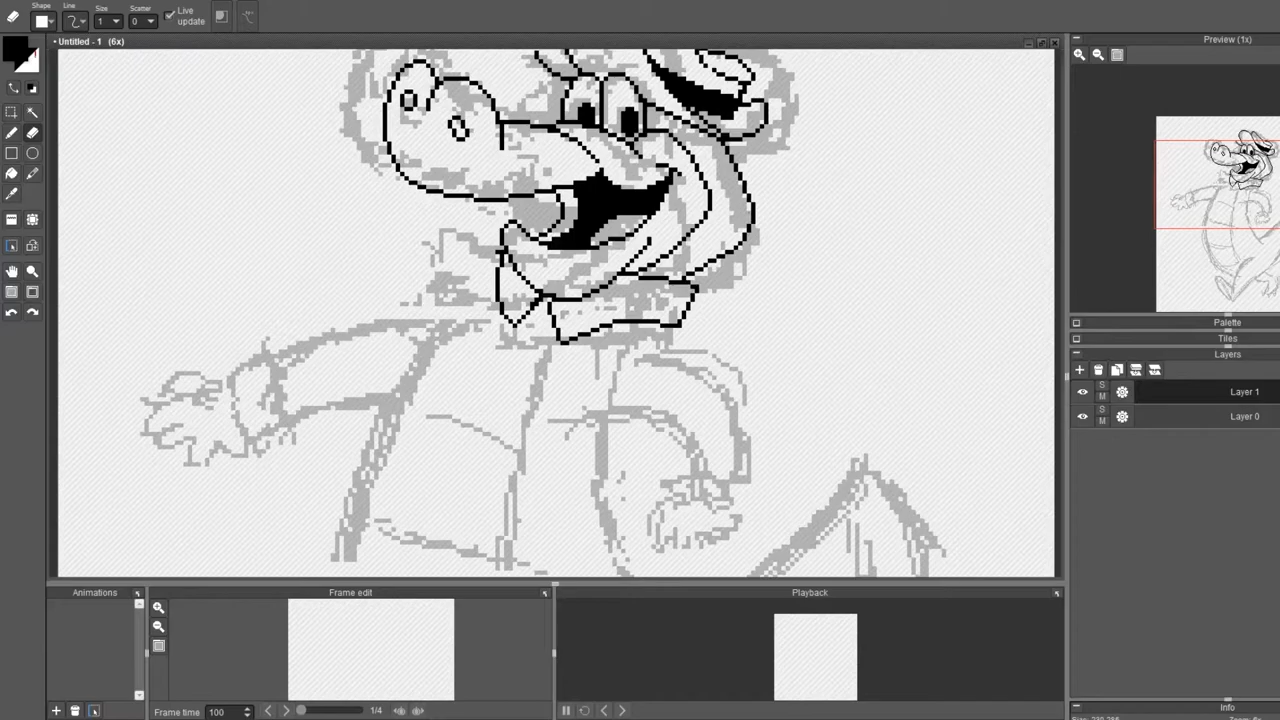 Shape Line Size Scatter
1 0 Live update
• Untitled - 1 (6x)
Preview (1x)
Palette
Tiles
Layers
S
M
Layer 1
S
M
Layer 0
Animations
Frame edit
Playback
Frame time 100 1/4
Info